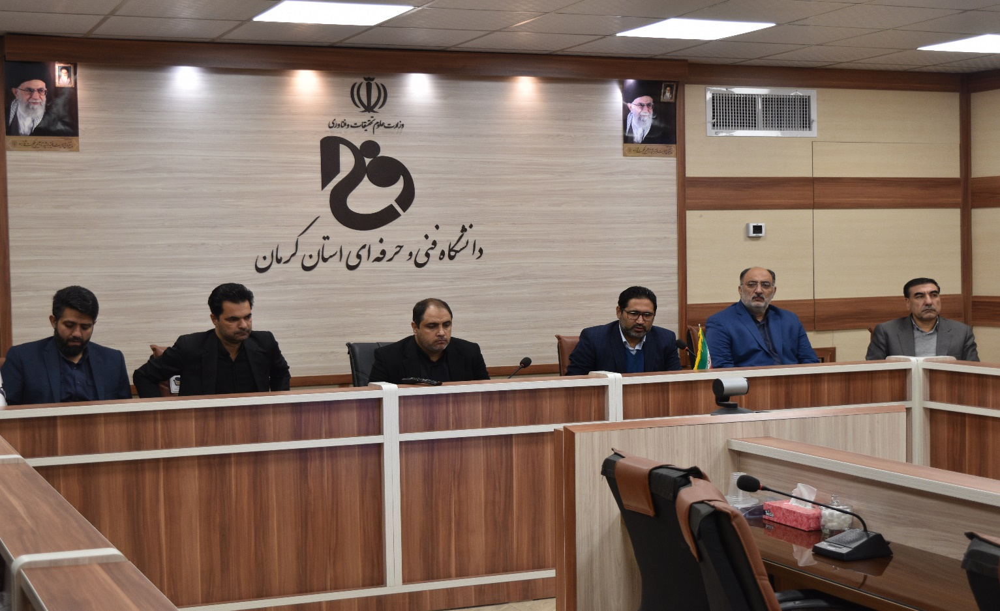 وزارت علوم تحقیقات و فناوری
دانشگاه فنی و حرفه ای استان کرمان